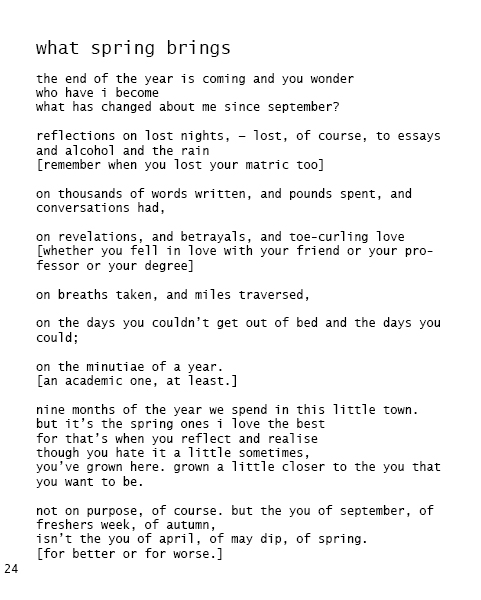 what spring brings
the end of the year is coming and you wonder
who have i become
what has changed about me since september?
reflections on lost nights, – lost, of course, to essays
and alcohol and the rain
[remember when you lost your matric too]
on thousands of words written, and pounds spent, and
conversations had,
on revelations, and betrayals, and toe-curling love
[whether you fell in love with your friend or your pro-
fessor or your degree]
on breaths taken, and miles traversed,
on the days you couldn't get out of bed and the days you
could;
on the minutiae of a year.
[an academic one, at least.]
nine months of the year we spend in this little town.
but it's the spring ones i love the best
for that's when you reflect and realise
though you hate it a little sometimes,
you've grown here. grown a little closer to the you that
you want to be.
not on purpose, of course. but the you of september, of
freshers week, of autumn,
isn't the you of april, of may dip, of spring.
[for better or for worse.]
24